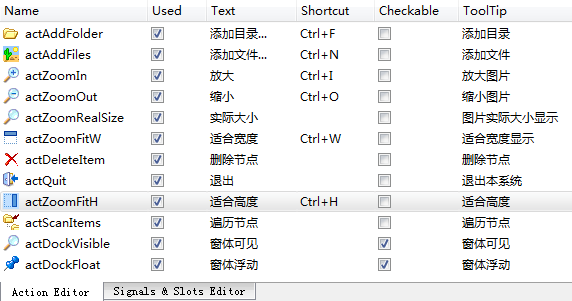 Name Used Text Shortcut Checkable ToolTip
actAddFolder 添加目录... Ctrl+F 添加目录
actAddFiles 添加文件... Ctrl+N 添加文件
actZoomIn 放大 Ctrl+I 放大图片
actZoomOut 缩小 Ctrl+O 缩小图片
actZoomRealSize 实际大小 图片实际大小显示
actZoomFitW 适合宽度 Ctrl+W 适合宽度显示
actDeleteItem 删除节点 删除节点
actQuit 退出 退出本系统
actZoomFitH 适合高度 Ctrl+H 适合高度
actScanItems 遍历节点 遍历节点
actDockVisible 窗体可见 窗体可见
actDockFloat 窗体浮动 窗体浮动
Action Editor Signals & Slots Editor